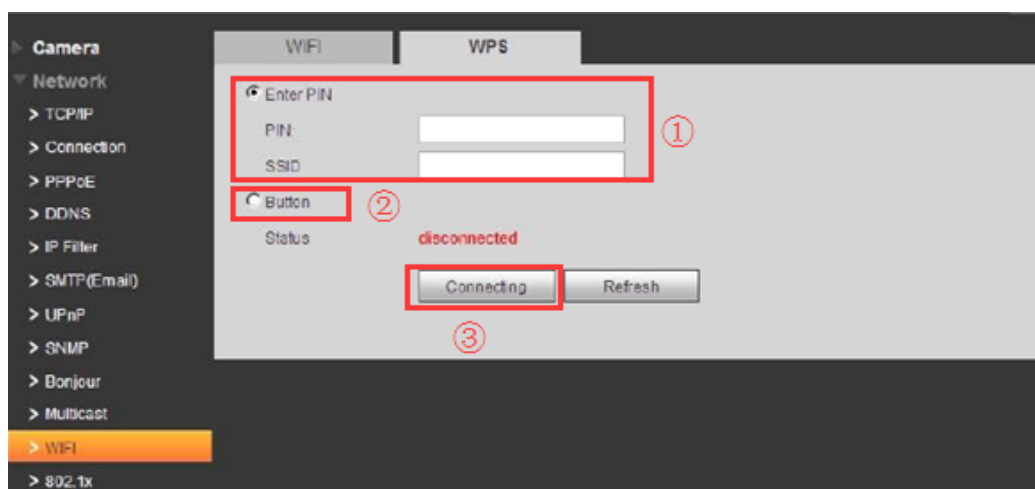 Camera
Network
> TCP/IP
> Connection
> PPPoE
> DDNS
> IP Filter
> SMTP(Email)
> UPnP
> SNMP
> Bonjour
> Multicast
> WIFI
> 802.1x
WIFI WPS
Enter PIN
PIN
SSID
①
Button
②
Status disconnected
Connecting Refresh
③